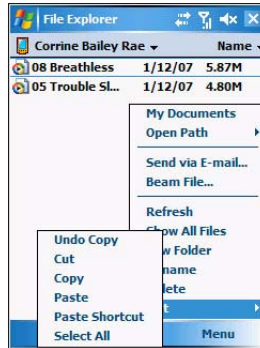 File Explorer
Corrine Bailey Rae Name
08 Breathless 1/12/07 5.87M
05 Trouble Sl... 1/12/07 4.80M
My Documents
Open Path
Send via E-mail...
Beam File...
Refresh
Show All Files
Folder
Undo Copy
Cut
Copy
Paste
Paste Shortcut
Select All
Menu